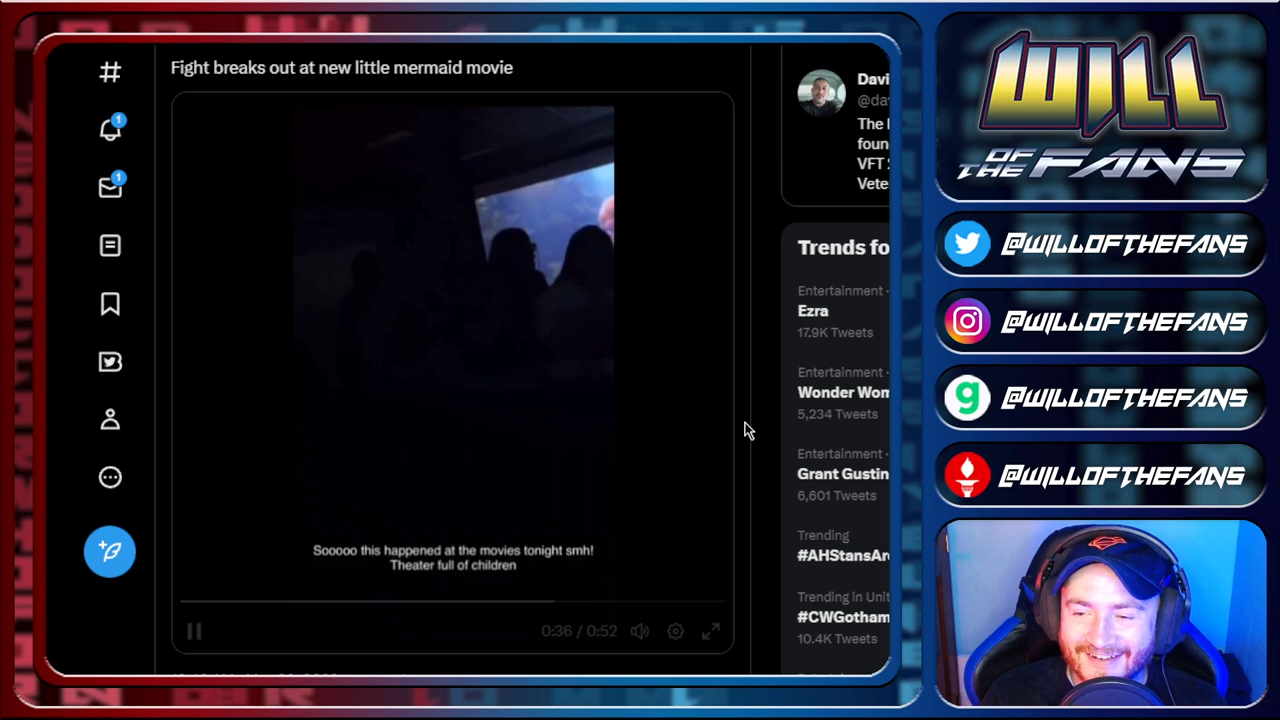 Fight breaks out at new little mermaid movie
1
1
Sooooo this happened at the movies tonight smh!
Theater full of children
0:36 / 0:52
Davi
@da
The
foun
VFT
Vete
Trends fo
Entertainment ·
Ezra
17.9K Tweets
Entertainment ·
Wonder Wom
5,234 Tweets
Entertainment ·
Grant Gustin
6,601 Tweets
Trending
#AHStansAr
Trending in Unit
#CWGotham
10.4K Tweets
WILL
OF THE FANS
@WILLOFTHEFANS
@WILLOFTHEFANS
@WILLOFTHEFANS
@WILLOFTHEFANS